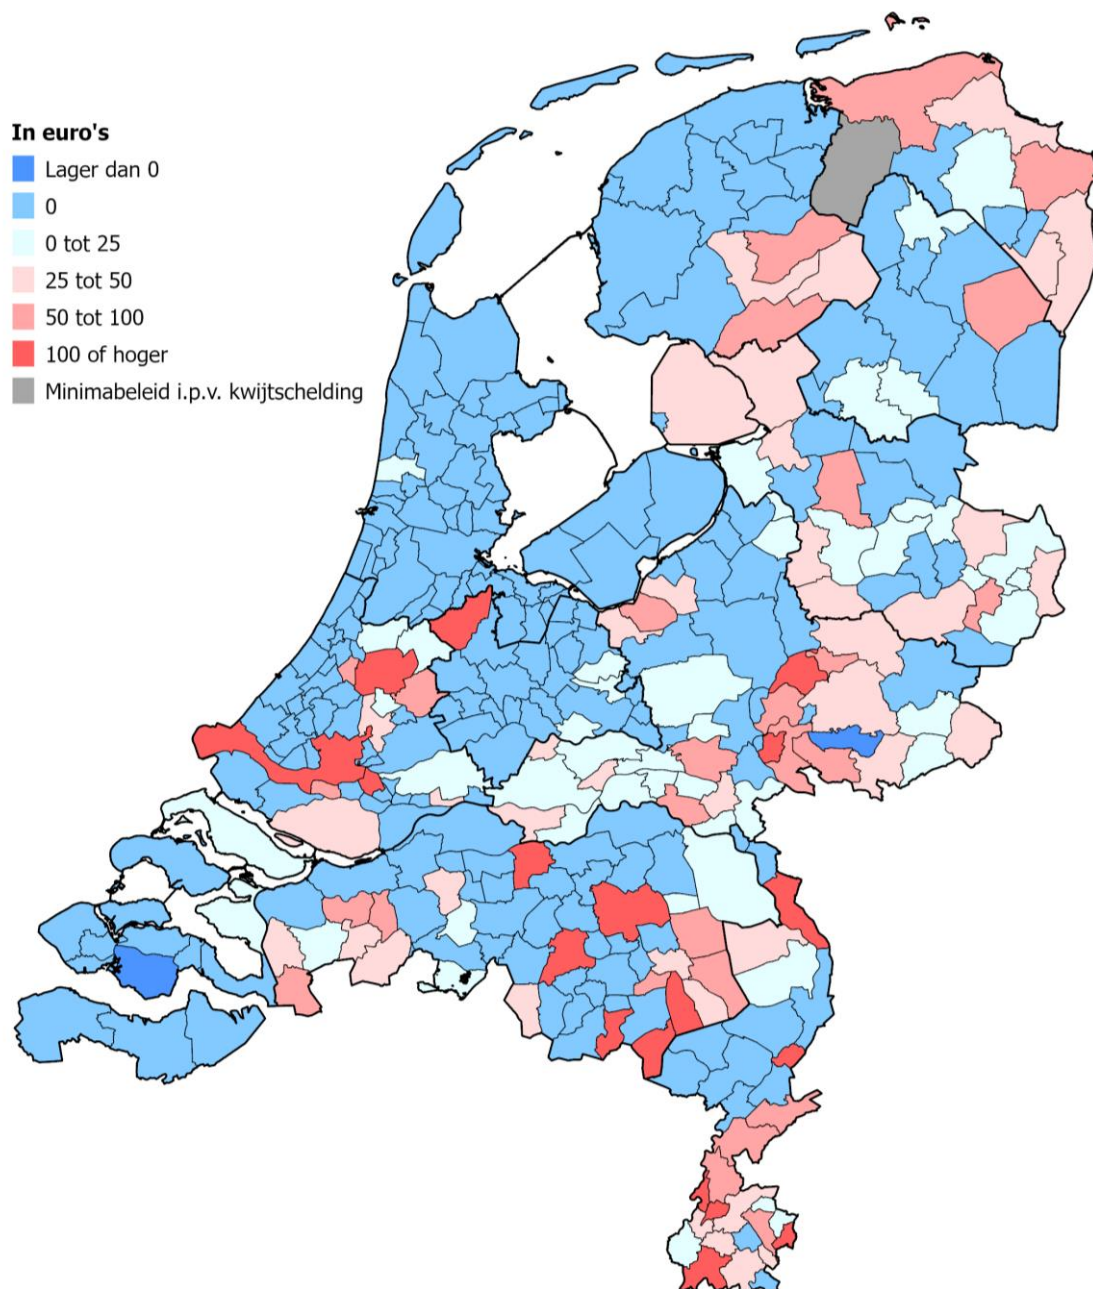 In euro's
Lager dan 0
0
0 tot 25
25 tot 50
50 tot 100
100 of hoger
Minimabeleid i.p.v. kwijtschelding